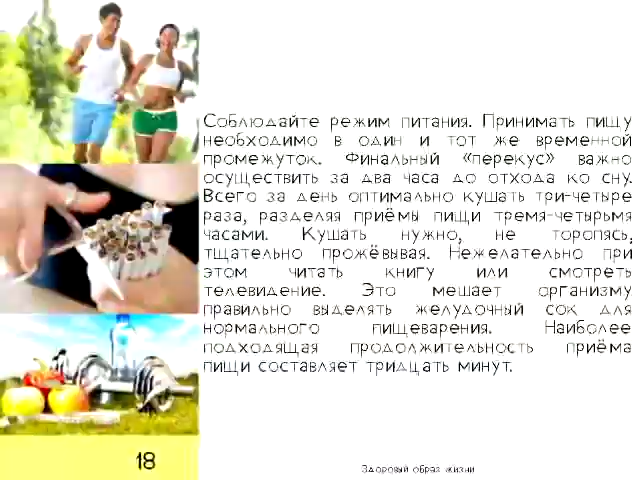 Соблюдайте режим питания. Принимать пищу
необходимо в один и тот же временной
промежуток. Финальный «перекус» важно
осуществить за два часа до отхода ко сну.
Всего за день оптимально кушать три-четыре
раза, разделяя приёмы пищи тремя-четырьмя
часами. Кушать нужно, не торопясь,
тщательно прожёвывая. Нежелательно при
этом читать книгу или смотреть
телевидение. Это мешает организму
правильно выделять желудочный сок для
нормального пищеварения. Наиболее
подходящая продолжительность приёма
пищи составляет тридцать минут.
18
Здоровый образ жизни